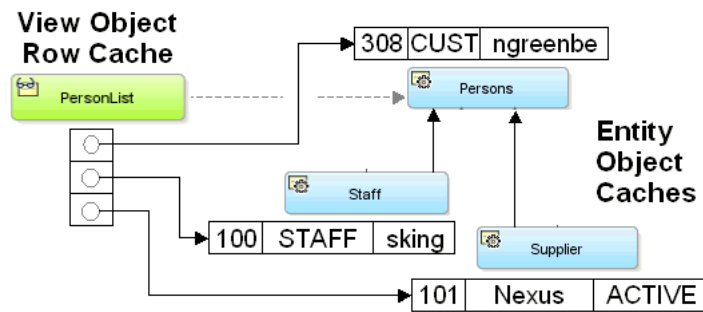 View Object
Row Cache
308 CUST ngreenbe
PersonList
Persons
Entity
Object
Caches
Staff
100 STAFF sking
Supplier
101 Nexus ACTIVE